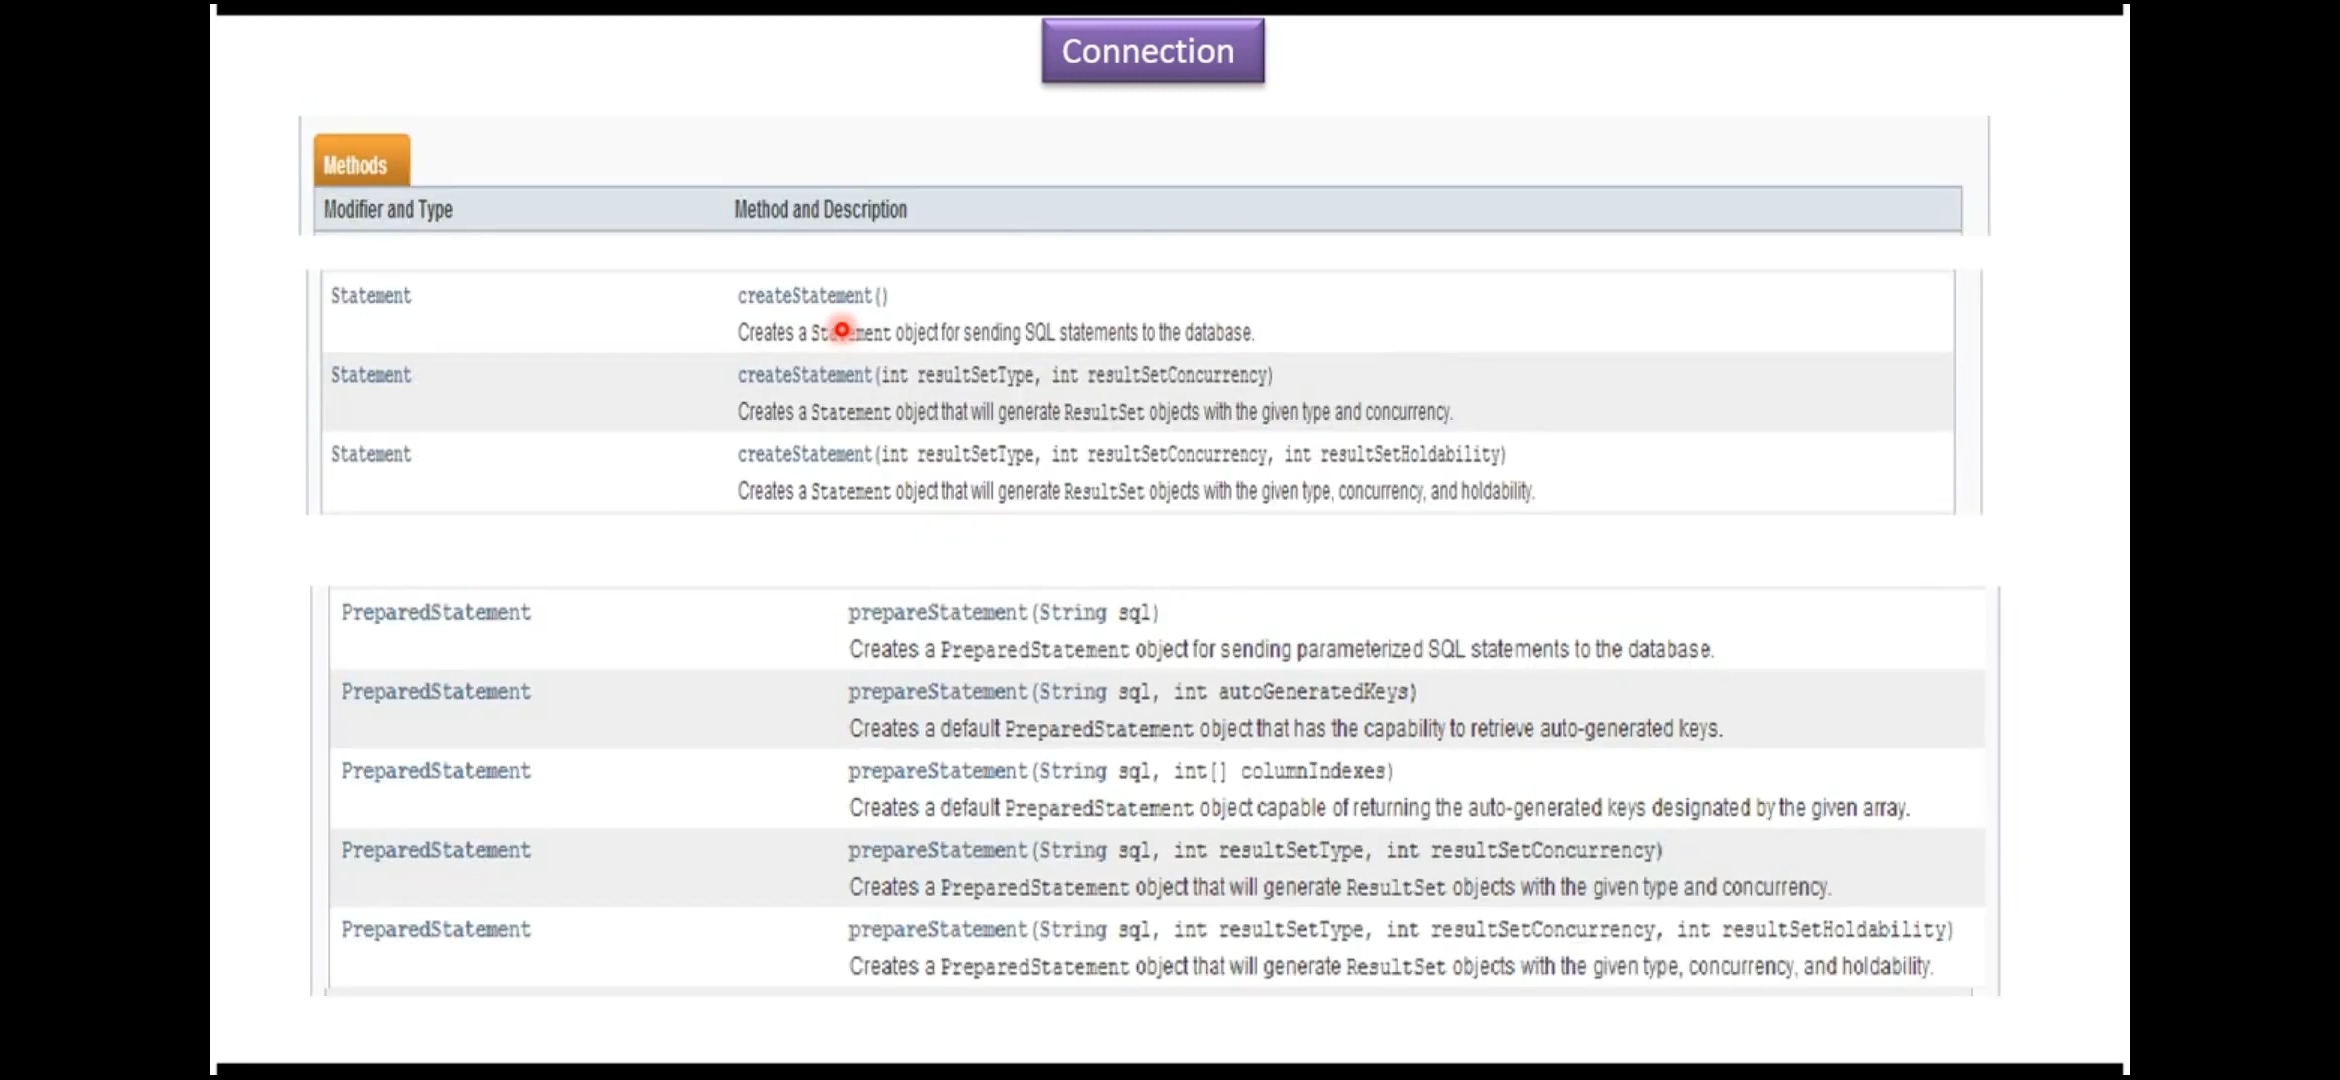 Connection
Methods
Modifier and Type Method and Description
Statement createStatement()
Creates a Statement object for sending SQL statements to the database.
Statement createStatement(int resultSetType, int resultSetConcurrency)
Creates a Statement object that will generate ResultSet objects with the given type and concurrency.
Statement createStatement(int resultSetType, int resultSetConcurrency, int resultSetHoldability)
Creates a Statement object that will generate ResultSet objects with the given type, concurrency, and holdability.
PreparedStatement prepareStatement(String sql)
Creates a PreparedStatement object for sending parameterized SQL statements to the database.
PreparedStatement prepareStatement(String sql, int autoGeneratedKeys)
Creates a default PreparedStatement object that has the capability to retrieve auto-generated keys.
PreparedStatement prepareStatement(String sql, int[] columnIndexes)
Creates a default PreparedStatement object capable of returning the auto-generated keys designated by the given array.
PreparedStatement prepareStatement(String sql, int resultSetType, int resultSetConcurrency)
Creates a PreparedStatement object that will generate ResultSet objects with the given type and concurrency.
PreparedStatement prepareStatement(String sql, int resultSetType, int resultSetConcurrency, int resultSetHoldability)
Creates a PreparedStatement object that will generate ResultSet objects with the given type, concurrency, and holdability.